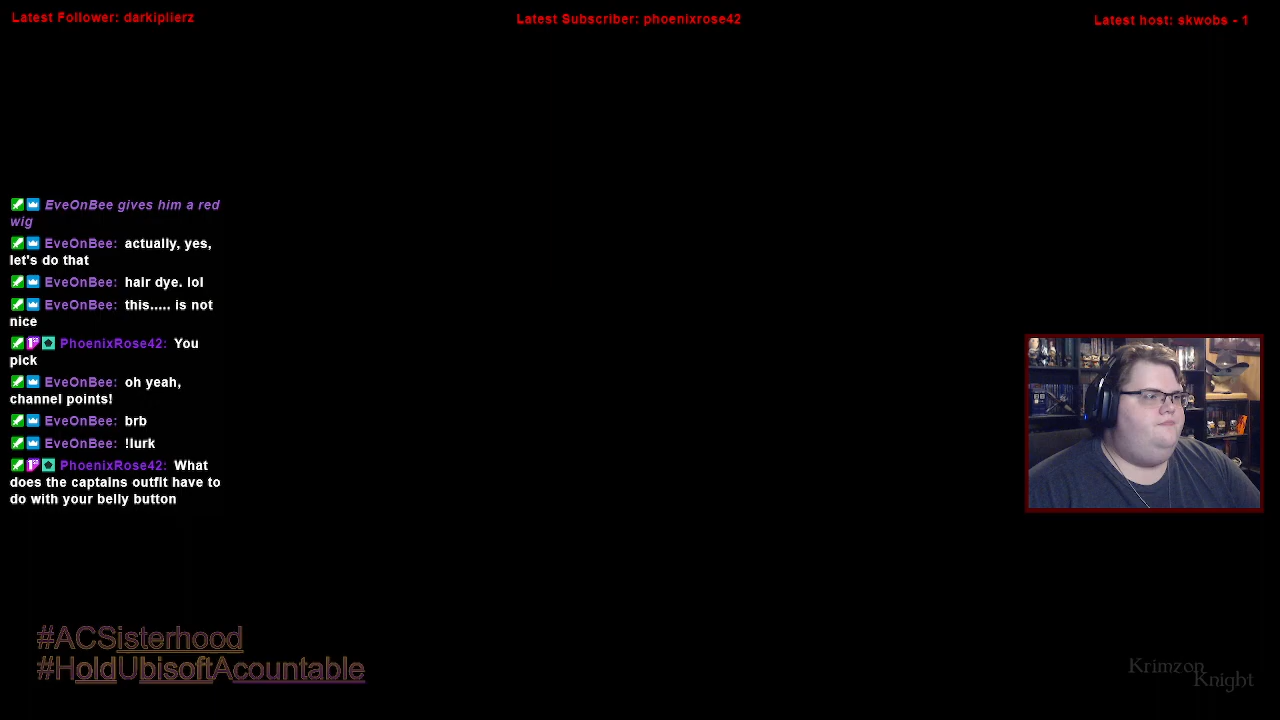 Latest Follower: darkiplierz
Latest Subscriber: phoenixrose42
Latest host: skwobs - 1
EveOnBee gives him a red
wig
EveOnBee: actually, yes,
let's do that
EveOnBee: hair dye. lol
EveOnBee: this..... is not
nice
PhoenixRose42: You
pick
EveOnBee: oh yeah,
channel points!
EveOnBee: brb
EveOnBee: !lurk
PhoenixRose42: What
does the captains outfit have to
do with your belly button
#ACSisterhood
#HoldUbisoftAcountable
Krimzon
Knight